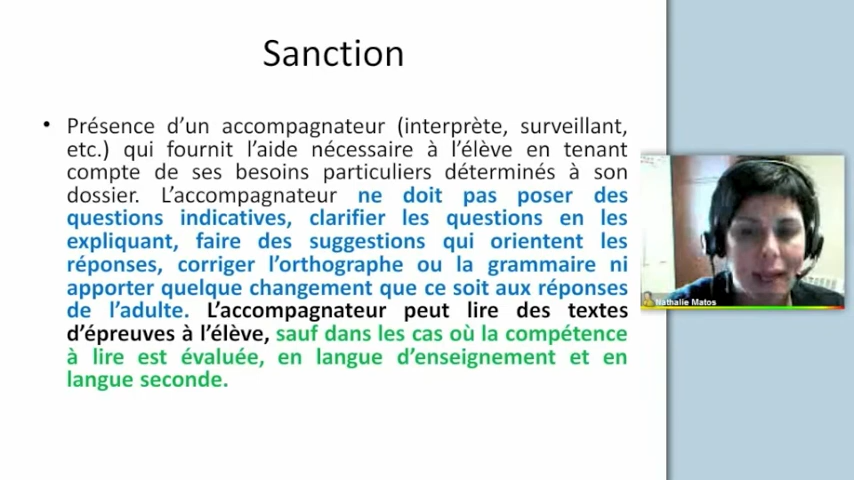 Sanction
• Présence d’un accompagnateur (interprète, surveillant,
etc.) qui fournit l’aide nécessaire à l’élève en tenant
compte de ses besoins particuliers déterminés à son
dossier. L’accompagnateur ne doit pas poser des
questions indicatives, clarifier les questions en les
expliquant, faire des suggestions qui orientent les
réponses, corriger l’orthographe ou la grammaire ni
apporter quelque changement que ce soit aux réponses
de l’adulte. L’accompagnateur peut lire des textes
d’épreuves à l’élève, sauf dans les cas où la compétence
à lire est évaluée, en langue d’enseignement et en
langue seconde.
Nathalie Matos